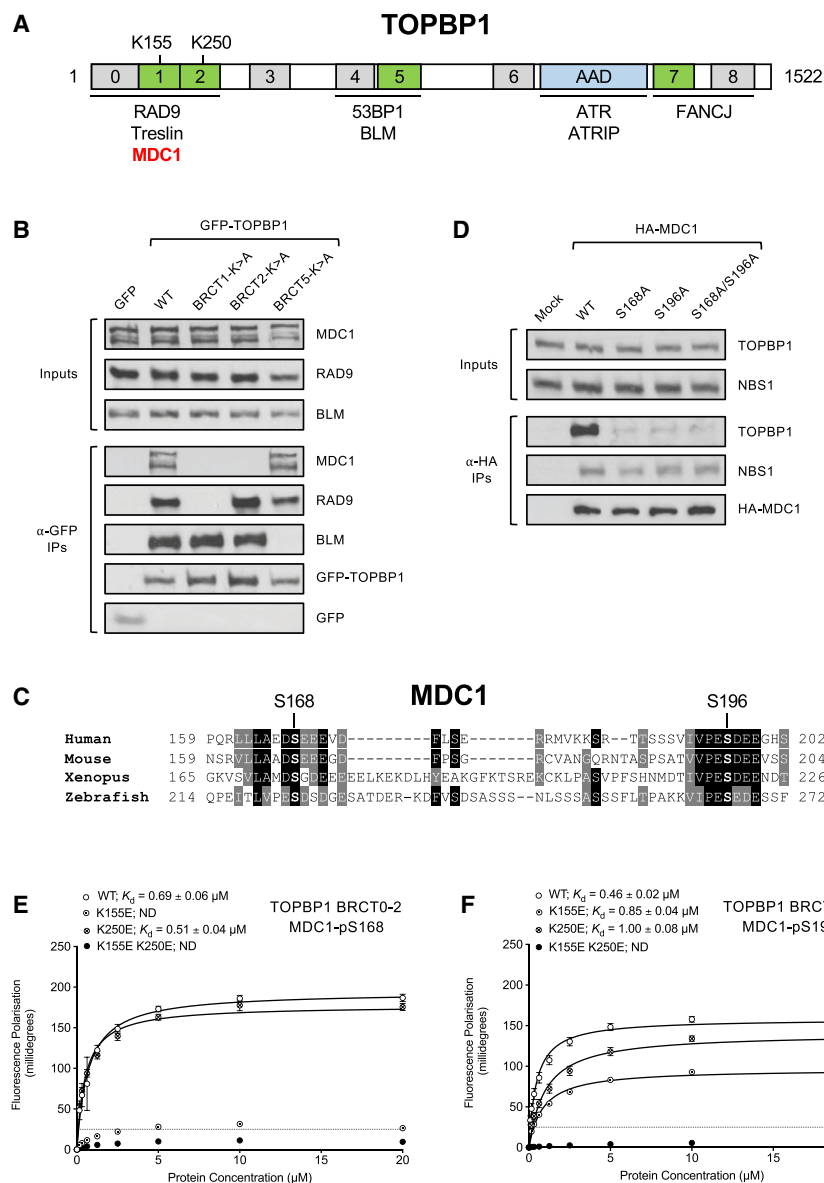 A
TOPBP1
K155 K250
1 0 1 2 3 4 5 6 AAD 7 8 1522
RAD9 53BP1 ATR FANCJ
Treslin BLM ATRIP
MDC1
B
GFP-TOPBP1
GFP WT BRCT1-K>A BRCT2-K>A BRCT5-K>A
Inputs
MDC1
RAD9
BLM
α-GFP
IPs
MDC1
RAD9
BLM
GFP-TOPBP1
GFP
D
HA-MDC1
Mock WT S168A S196A S168A/S196A
Inputs
TOPBP1
NBS1
α-HA
IPs
TOPBP1
NBS1
HA-MDC1
C
MDC1
S168 S196
Human 159 PQRLLLAEDSEEEVD----------FLSE---------RRMVKKSR--TTSSSVIVPESDEEGHS 202
Mouse 159 NSRVLLAMDSGEEEVD 204
Xenopus 165 GKVSVLAMDSGDEEEELKEKDLHYEAKGFKTSREKCKLPASVPFSHNMDTIVPESDEENDT 226
Zebrafish 214 QPEITLVPESDSDGESATDER-KDFVSDSASSS--NLSSSASSSFLTPAKKVIPESEDEESSF 272
E
WT; Kd = 0.69 ± 0.06 µM
K155E; ND
K250E; Kd = 0.51 ± 0.04 µM
K155E K250E; ND
TOPBP1 BRCT0-2
MDC1-pS168
Fluorescence Polarisation
(millidegrees)
250
200
150
100
50
0
0 5 10 15 20
Protein Concentration (µM)
F
WT; Kd = 0.46 ± 0.02 µM
K155E; Kd = 0.85 ± 0.04 µM
K250E; Kd = 1.00 ± 0.08 µM
K155E K250E; ND
TOPBP1 BRC
MDC1-pS19
Fluorescence Polarisation
(millidegrees)
250
200
150
100
50
0
0 5 10 15
Protein Concentration (µM)